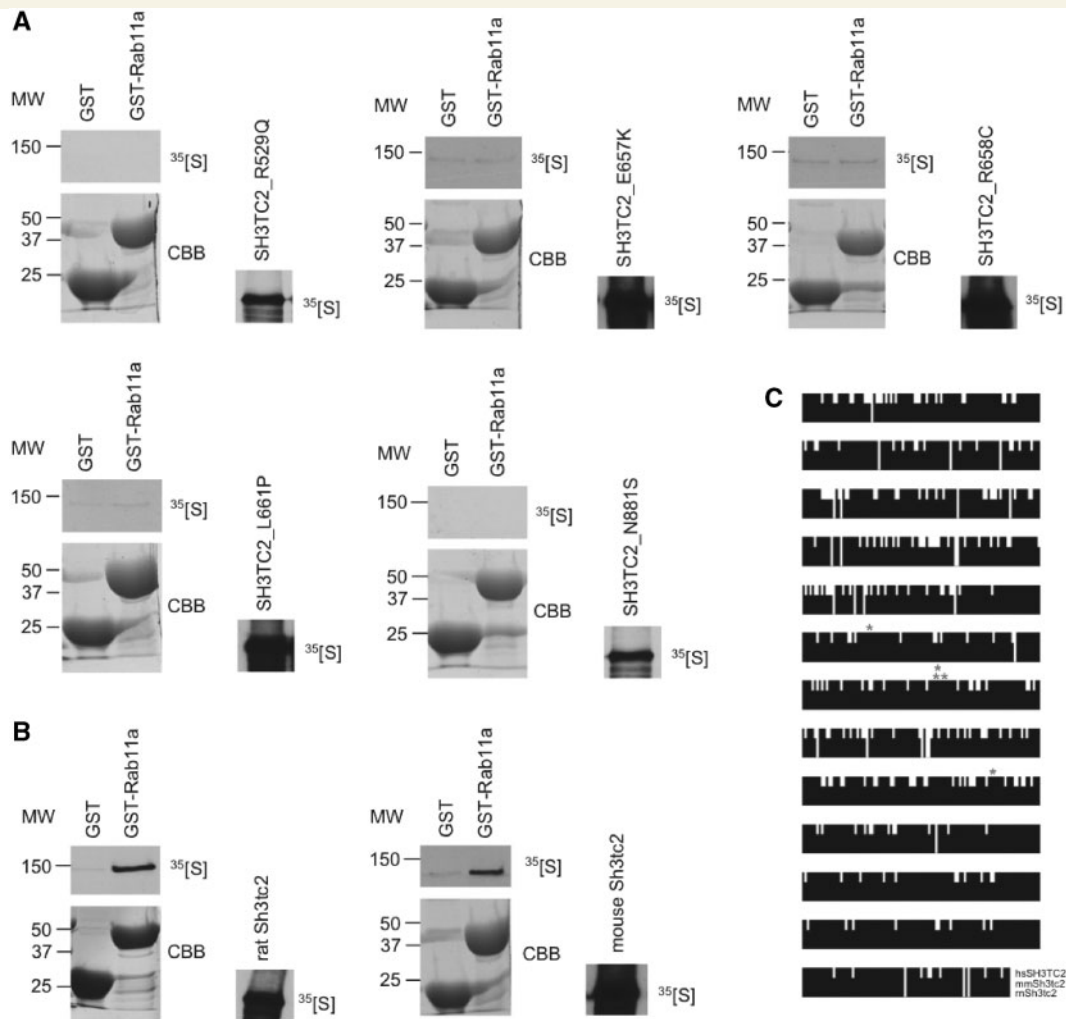 A
MW
GST
GST-Rab11a
150
³⁵[S]
50
37
25
CBB
SH3TC2_R529Q
³⁵[S]
MW
GST
GST-Rab11a
150
³⁵[S]
50
37
25
CBB
SH3TC2_E657K
³⁵[S]
MW
GST
GST-Rab11a
150
³⁵[S]
50
37
25
CBB
SH3TC2_R658C
³⁵[S]
MW
GST
GST-Rab11a
150
³⁵[S]
50
37
25
CBB
SH3TC2_L661P
³⁵[S]
MW
GST
GST-Rab11a
150
³⁵[S]
50
37
25
CBB
SH3TC2_N881S
³⁵[S]
B
MW
GST
GST-Rab11a
150
³⁵[S]
50
37
25
CBB
rat Sh3tc2
³⁵[S]
MW
GST
GST-Rab11a
150
³⁵[S]
50
37
25
CBB
mouse Sh3tc2
³⁵[S]
C
*
*
**
*
hsSH3TC2
mmSh3tc2
rnSh3tc2